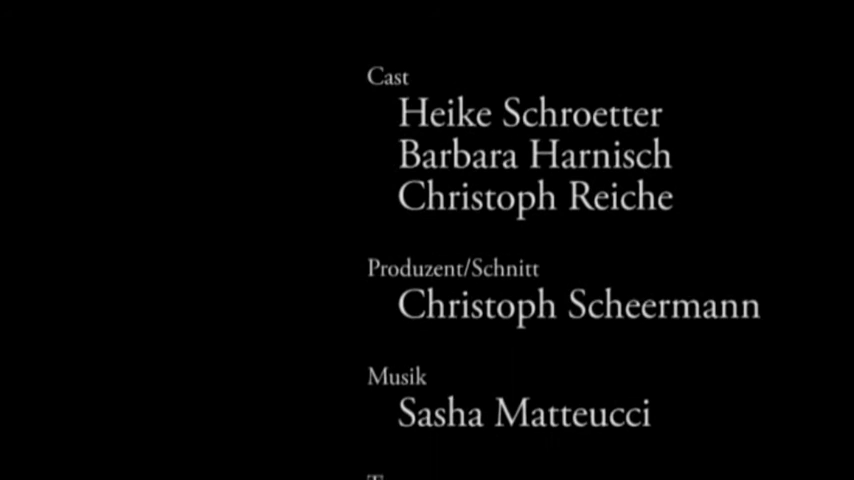 Cast
Heike Schroetter
Barbara Harnisch
Christoph Reiche
Produzent/Schnitt
Christoph Scheermann
Musik
Sasha Matteucci